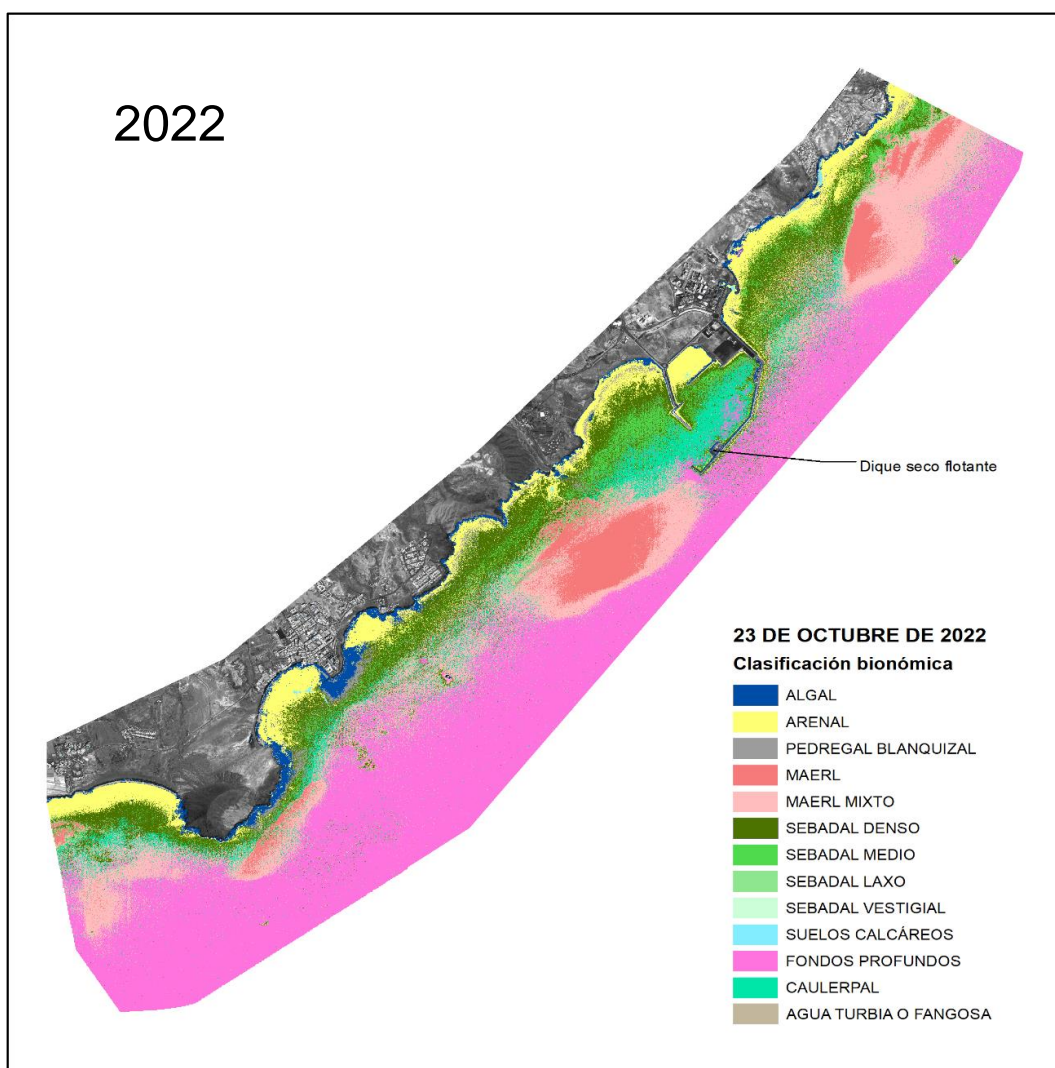 2022
Dique seco flotante
23 DE OCTUBRE DE 2022
Clasificación bionómica
ALGAL
ARENAL
PEDREGAL BLANQUIZAL
MAERL
MAERL MIXTO
SEBADAL DENSO
SEBADAL MEDIO
SEBADAL LAXO
SEBADAL VESTIGIAL
SUELOS CALCÁREOS
FONDOS PROFUNDOS
CAULERPAL
AGUA TURBIA O FANGOSA